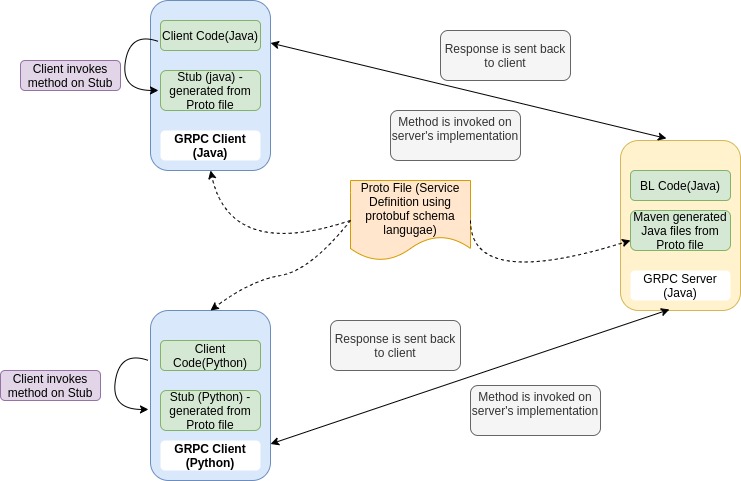 Client Code(Java)
Client invokes
method on Stub
Stub (java) -
generated from
Proto file
GRPC Client
(Java)
Response is sent back
to client
Method is invoked on
server's implementation
Proto File (Service
Definition using
protobuf schema
langugae)
BL Code(Java)
Maven generated
Java files from
Proto file
GRPC Server
(Java)
Client
Code(Python)
Client invokes
method on Stub
Stub (Python) -
generated from
Proto file
GRPC Client
(Python)
Response is sent back
to client
Method is invoked on
server's implementation